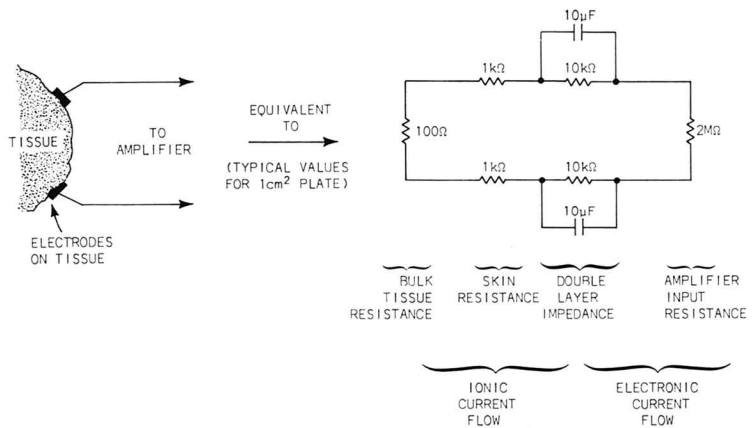 TISSUE
TO
AMPLIFIER
ELECTRODES
ON TISSUE
EQUIVALENT
TO
(TYPICAL VALUES
FOR 1cm² PLATE)
10µF
1kΩ
10kΩ
100Ω
2MΩ
1kΩ
10kΩ
10µF
BULK
TISSUE
RESISTANCE
SKIN
RESISTANCE
DOUBLE
LAYER
IMPEDANCE
AMPLIFIER
INPUT
RESISTANCE
IONIC
CURRENT
FLOW
ELECTRONIC
CURRENT
FLOW